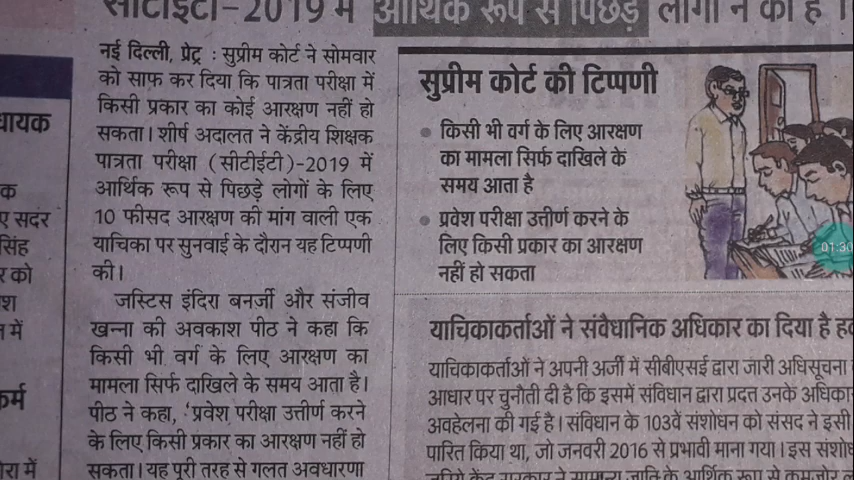 सीटीईटी-2019 में आर्थिक रूप से पिछड़े लोगों ने की है
नई दिल्ली, प्रेट्र : सुप्रीम कोर्ट ने सोमवार
को साफ कर दिया कि पात्रता परीक्षा में
किसी प्रकार का कोई आरक्षण नहीं हो
सकता। शीर्ष अदालत ने केंद्रीय शिक्षक
पात्रता परीक्षा (सीटीईटी)-2019 में
आर्थिक रूप से पिछड़े लोगों के लिए
10 फीसद आरक्षण की मांग वाली एक
याचिका पर सुनवाई के दौरान यह टिप्पणी
की।
जस्टिस इंदिरा बनर्जी और संजीव
खन्ना की अवकाश पीठ ने कहा कि
किसी भी वर्ग के लिए आरक्षण का
मामला सिर्फ दाखिले के समय आता है।
पीठ ने कहा, 'प्रवेश परीक्षा उत्तीर्ण करने
के लिए किसी प्रकार का आरक्षण नहीं हो
सकता। यह पूरी तरह से गलत अवधारणा
सुप्रीम कोर्ट की टिप्पणी
किसी भी वर्ग के लिए आरक्षण
का मामला सिर्फ दाखिले के
समय आता है
प्रवेश परीक्षा उत्तीर्ण करने के
लिए किसी प्रकार का आरक्षण
नहीं हो सकता
याचिकाकर्ताओं ने संवैधानिक अधिकार का दिया है
याचिकाकर्ताओं ने अपनी अर्जी में सीबीएसई द्वारा जारी अधिसूचना
आधार पर चुनौती दी है कि इसमें संविधान द्वारा प्रदत्त उनके
अवहेलना की गई है। संविधान के 103वें संशोधन को संसद ने इसी
पारित किया था, जो जनवरी 2016 से प्रभावी माना गया। इस
सदर
सिंह
को
में
में